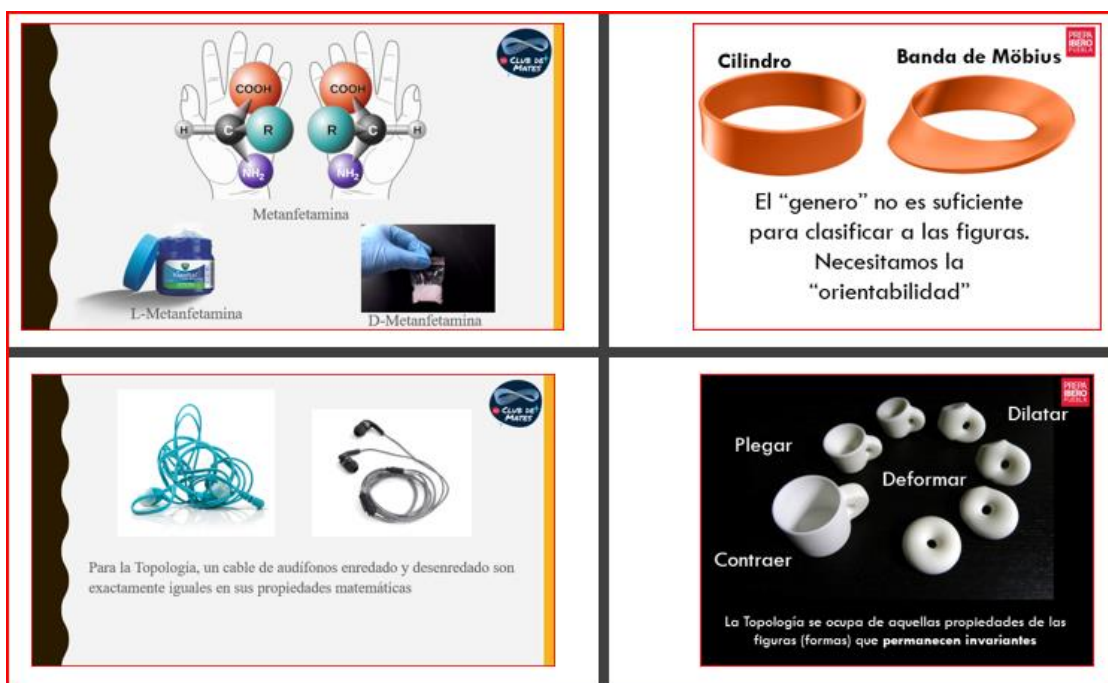 CLUB DE+
MATES
COOH
COOH
H
C
R
R
C
H
NH₂
NH₂
Metanfetamina
L-Metanfetamina
D-Metanfetamina
PREPA
IBERO
PUEBLA
Cilindro
Banda de Möbius
El “genero” no es suficiente
para clasificar a las figuras.
Necesitamos la
“orientabilidad”
CLUB DE+
MATES
Para la Topología, un cable de audífonos enredado y desenredado son
exactamente iguales en sus propiedades matemáticas
PREPA
IBERO
PUEBLA
Dilatar
Plegar
Deformar
Contraer
La Topología se ocupa de aquellas propiedades de las
figuras (formas) que permanecen invariantes